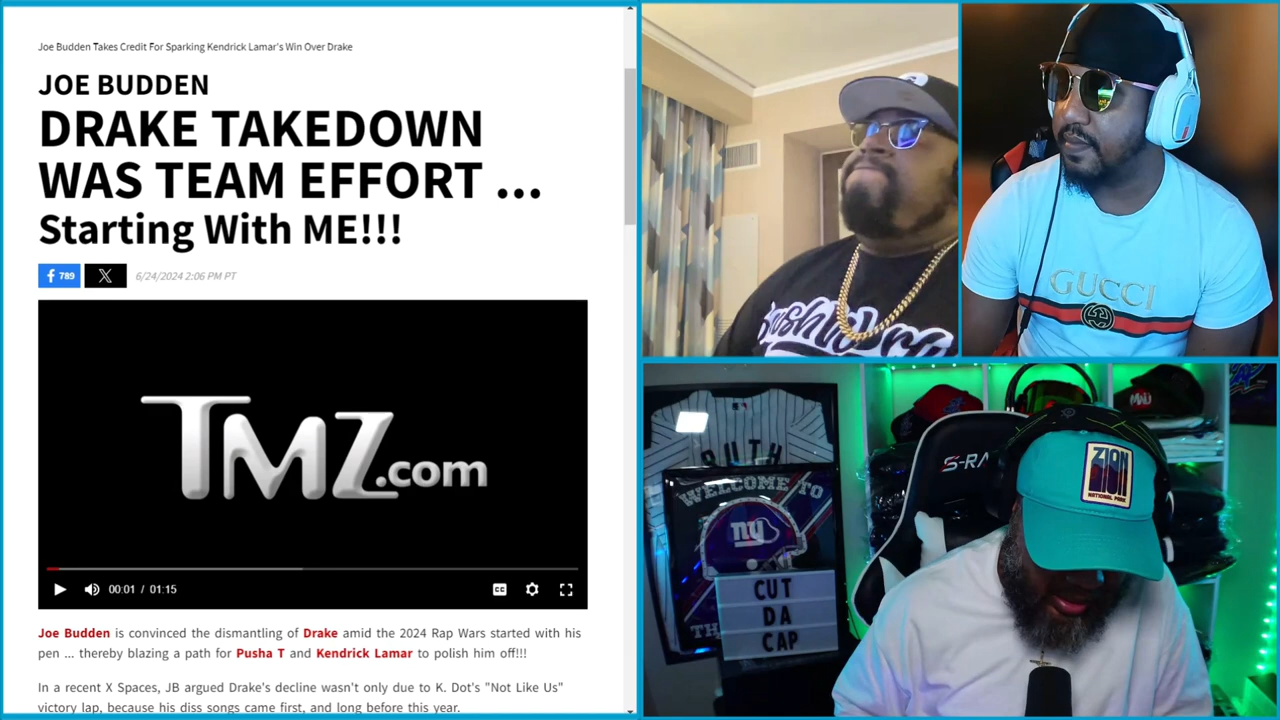 Joe Budden Takes Credit For Sparking Kendrick Lamar's Win Over Drake
JOE BUDDEN
DRAKE TAKEDOWN
WAS TEAM EFFORT ...
Starting With ME!!!
789
6/24/2024 2:06 PM PT
TMZ.com
00:01 / 01:15
CC
Joe Budden is convinced the dismantling of Drake amid the 2024 Rap Wars started with his
pen ... thereby blazing a path for Pusha T and Kendrick Lamar to polish him off!!!
In a recent X Spaces, JB argued Drake's decline wasn't only due to K. Dot's "Not Like Us"
victory lap, because his diss songs came first, and long before this year.
GUCCI
RUTH
WELCOME TO
ny
CUT
DA
CAP
S-RA
ZION
NATIONAL PARK